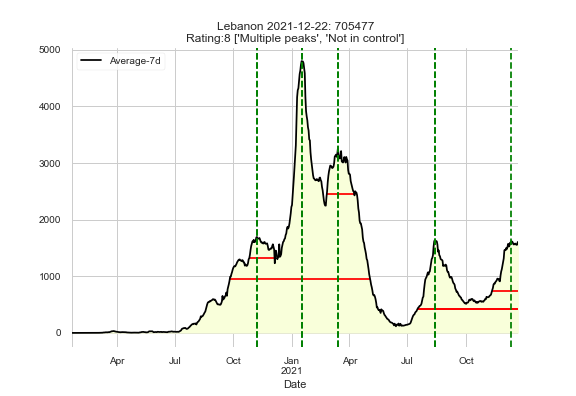 Lebanon 2021-12-22: 705477
Rating:8 ['Multiple peaks', 'Not in control']
Average-7d
5000
4000
3000
2000
1000
0
Apr Jul Oct Jan Apr Jul Oct
2021
Date